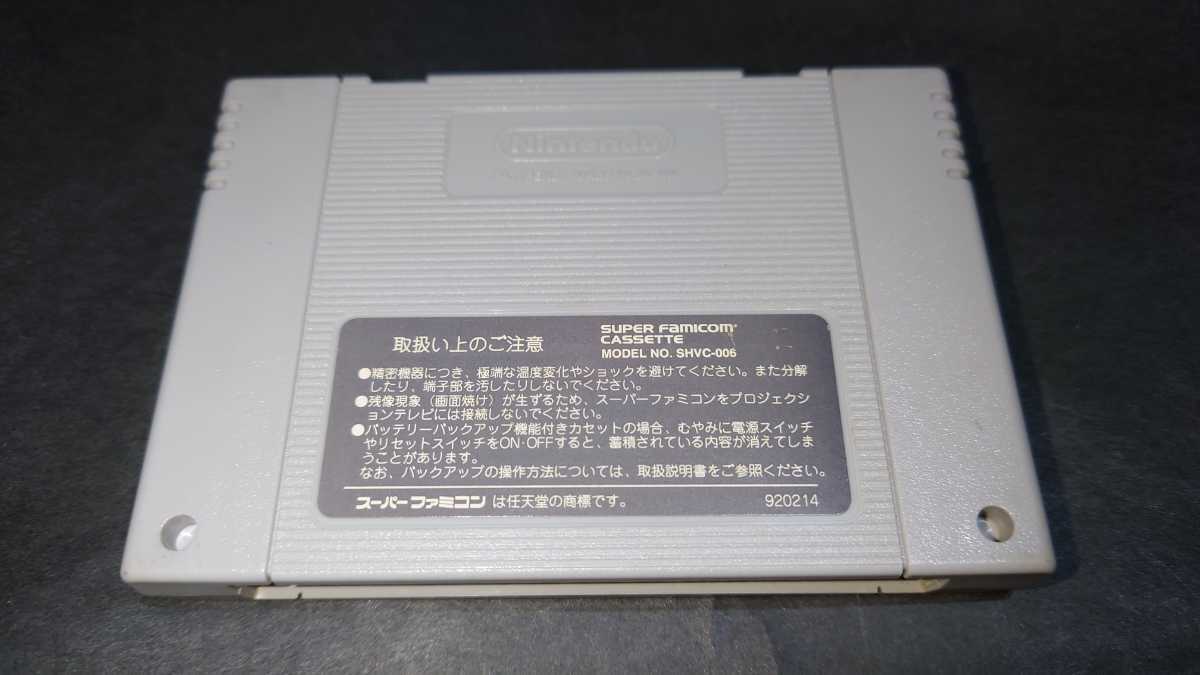 Nintendo
取扱い上のご注意
SUPER FAMICOM
CASSETTE
MODEL NO. SHVC-006
●精密機器につき、極端な温度変化やショックを避けてください。また分解
したり、端子部を汚したりしないでください。
●残像現象（画面焼け）が生ずるため、スーパーファミコンをプロジェクシ
ョンテレビには接続しないでください。
●バッテリーバックアップ機能付きカセットの場合、むやみに電源スイッチ
やリセットスイッチをON·OFFすると、蓄積されている内容が消えてしま
うことがあります。
なお、バックアップの操作方法については、取扱説明書をご参照ください。
スーパーファミコン は任天堂の商標です。
920214